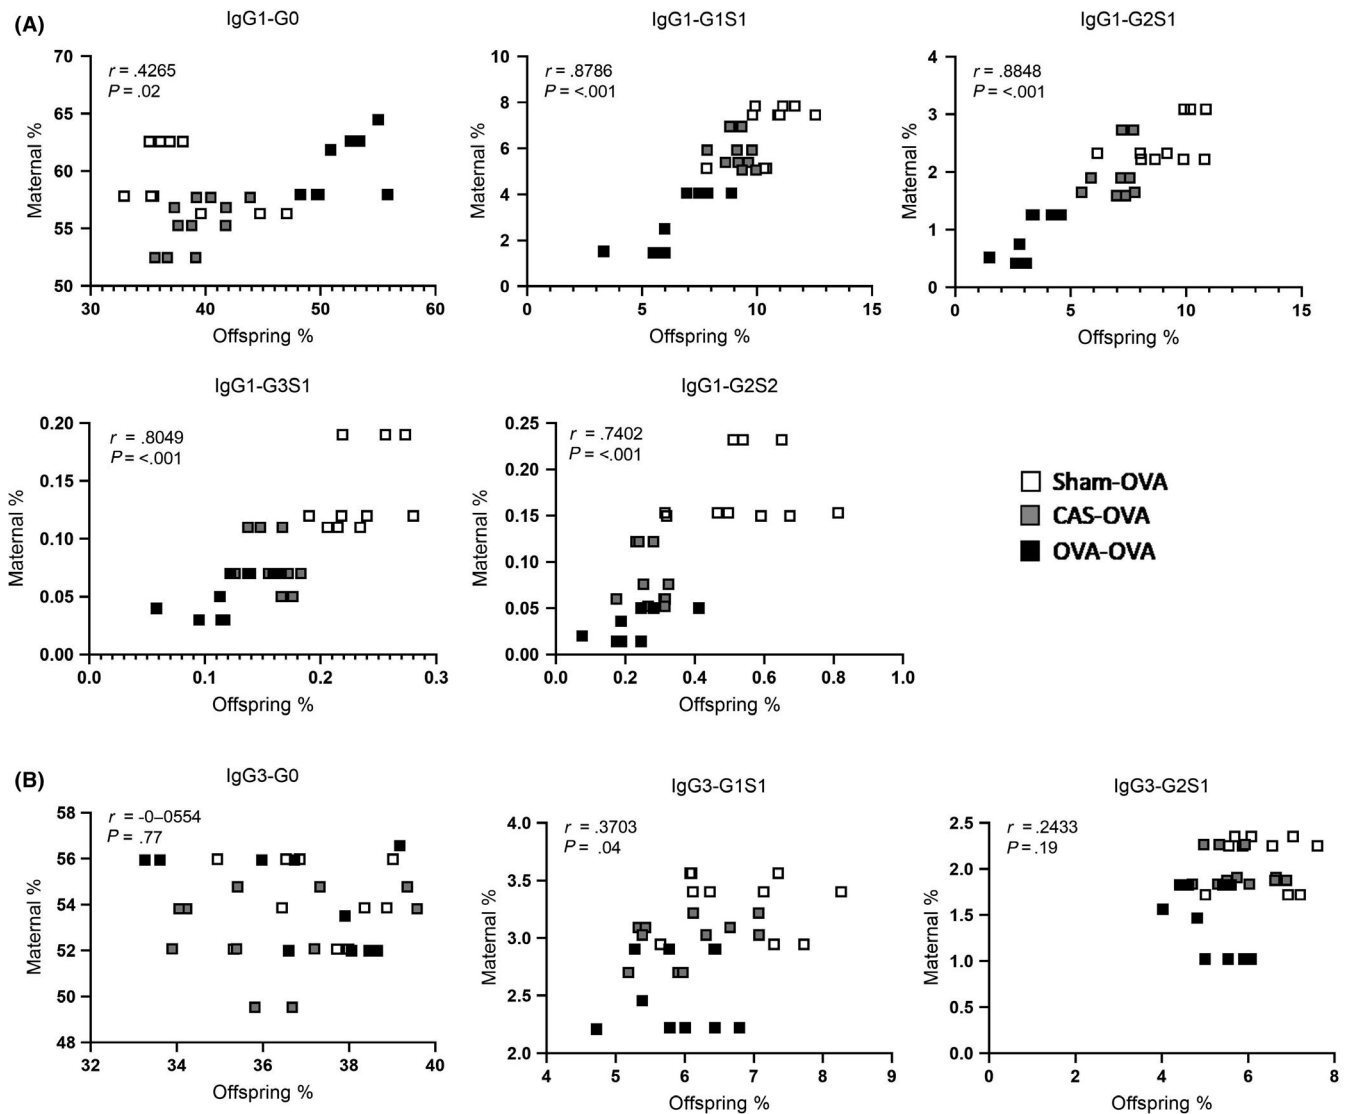 (A)
IgG1-G0
r = .4265
P = .02
70
65
60
55
50
Maternal %
30 40 50 60
Offspring %
IgG1-G1S1
r = .8786
P = <.001
10
8
6
4
2
0
Maternal %
0 5 10 15
Offspring %
IgG1-G2S1
r = .8848
P = <.001
4
3
2
1
0
Maternal %
0 5 10 15
Offspring %
IgG1-G3S1
r = .8049
P = <.001
0.20
0.15
0.10
0.05
0.00
Maternal %
0.0 0.1 0.2 0.3
Offspring %
IgG1-G2S2
r = .7402
P = <.001
0.25
0.20
0.15
0.10
0.05
0.00
Maternal %
0.0 0.2 0.4 0.6 0.8 1.0
Offspring %
Sham-OVA
CAS-OVA
OVA-OVA
(B)
IgG3-G0
r = -0–0554
P = .77
58
56
54
52
50
48
Maternal %
32 34 36 38 40
Offspring %
IgG3-G1S1
r = .3703
P = .04
4.0
3.5
3.0
2.5
2.0
Maternal %
4 5 6 7 8 9
Offspring %
IgG3-G2S1
r = .2433
P = .19
2.5
2.0
1.5
1.0
0.5
0.0
Maternal %
0 2 4 6 8
Offspring %